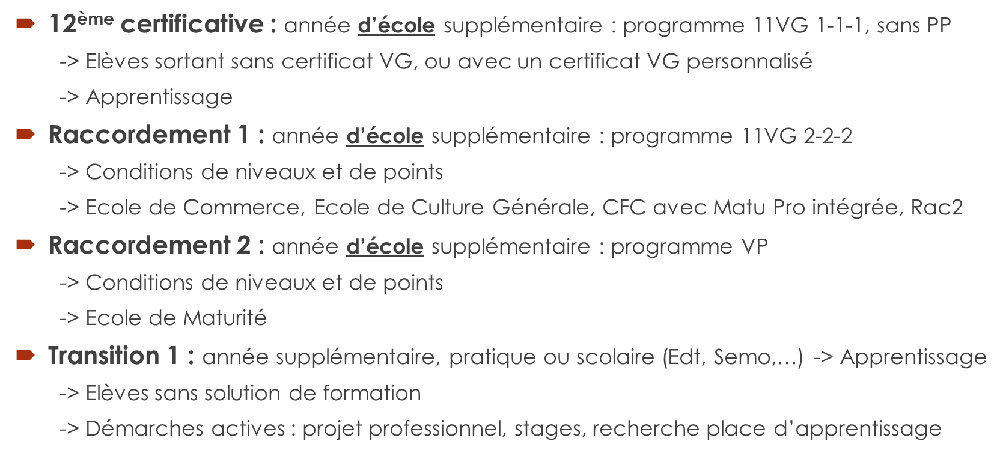 12ème certificative : année d’école supplémentaire : programme 11VG 1-1-1, sans PP
-> Elèves sortant sans certificat VG, ou avec un certificat VG personnalisé
-> Apprentissage
Raccordement 1 : année d’école supplémentaire : programme 11VG 2-2-2
-> Conditions de niveaux et de points
-> Ecole de Commerce, Ecole de Culture Générale, CFC avec Matu Pro intégrée, Rac2
Raccordement 2 : année d’école supplémentaire : programme VP
-> Conditions de niveaux et de points
-> Ecole de Maturité
Transition 1 : année supplémentaire, pratique ou scolaire (Edt, Semo,…) -> Apprentissage
-> Elèves sans solution de formation
-> Démarches actives : projet professionnel, stages, recherche place d’apprentissage